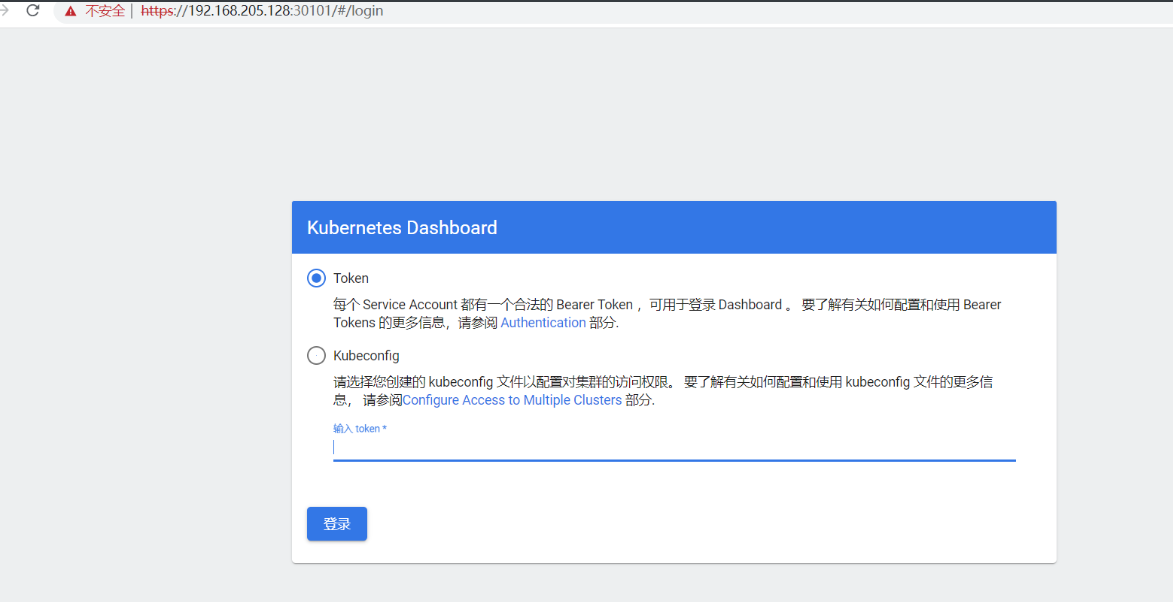 不安全 | https://192.168.205.128:30101/#/login
Kubernetes Dashboard
Token
每个 Service Account 都有一个合法的 Bearer Token ，可用于登录 Dashboard 。 要了解有关如何配置和使用 Bearer
Tokens 的更多信息，请参阅 Authentication 部分.
Kubeconfig
请选择您创建的 kubeconfig 文件以配置对集群的访问权限。 要了解有关如何配置和使用 kubeconfig 文件的更多信
息， 请参阅Configure Access to Multiple Clusters 部分.
输入 token *
登录